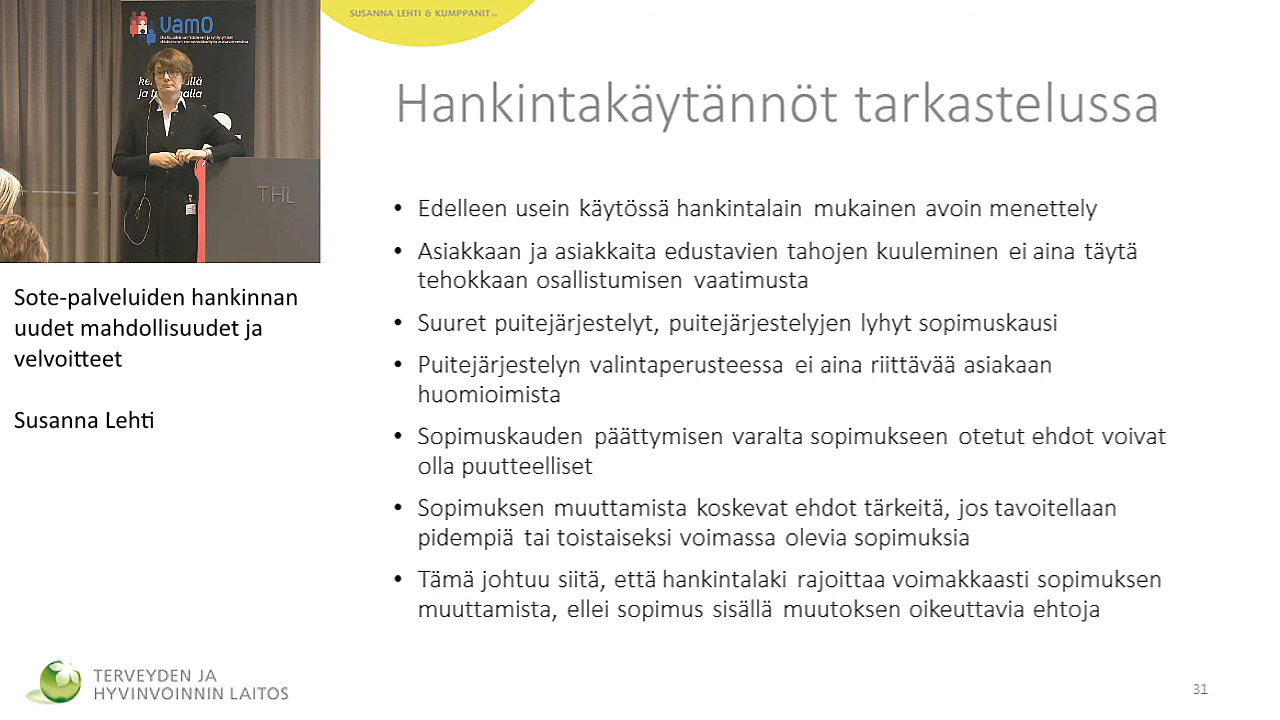 SUSANNA LEHTI & KUMPPANIT
VamO
THL
Sote-palveluiden hankinnan
uudet mahdollisuudet ja
velvoitteet
Susanna Lehti
Hankintakäytännöt tarkastelussa
• Edelleen usein käytössä hankintalain mukainen avoin menettely
• Asiakkaan ja asiakkaita edustavien tahojen kuuleminen ei aina täytä
tehokkaan osallistumisen vaatimusta
• Suuret puitejärjestelyt, puitejärjestelyjen lyhyt sopimuskausi
• Puitejärjestelyn valintaperusteessa ei aina riittävää asiakaan
huomioimista
• Sopimuskauden päättymisen varalta sopimukseen otetut ehdot voivat
olla puutteelliset
• Sopimuksen muuttamista koskevat ehdot tärkeitä, jos tavoitellaan
pidempiä tai toistaiseksi voimassa olevia sopimuksia
• Tämä johtuu siitä, että hankintalaki rajoittaa voimakkaasti sopimuksen
muuttamista, ellei sopimus sisällä muutoksen oikeuttavia ehtoja
TERVEYDEN JA
HYVINVOINNIN LAITOS
31